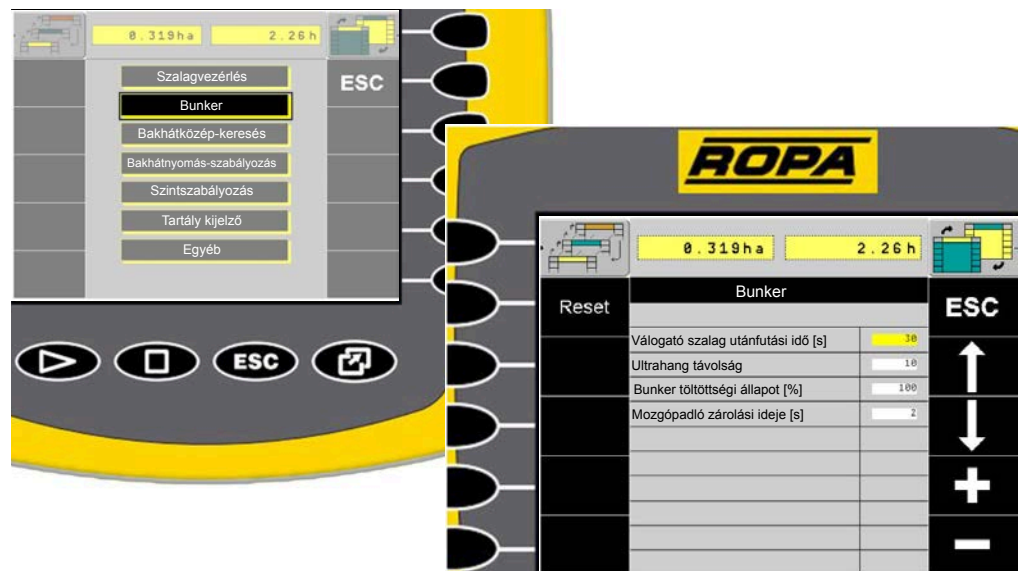 0.319ha 2.26h
Szalagvezérlés
ESC
Bunker
Bakhátközép-keresés
Bakhátnyomás-szabályozás
Szintszabályozás
Tartály kijelző
Egyéb
ESC
ROPA
0.319ha 2.26h
Reset
Bunker
ESC
Válogató szalag utánfutási idő [s] 30
Ultrahang távolság 10
Bunker töltöttségi állapot [%] 100
Mozgópadló zárolási ideje [s] 2